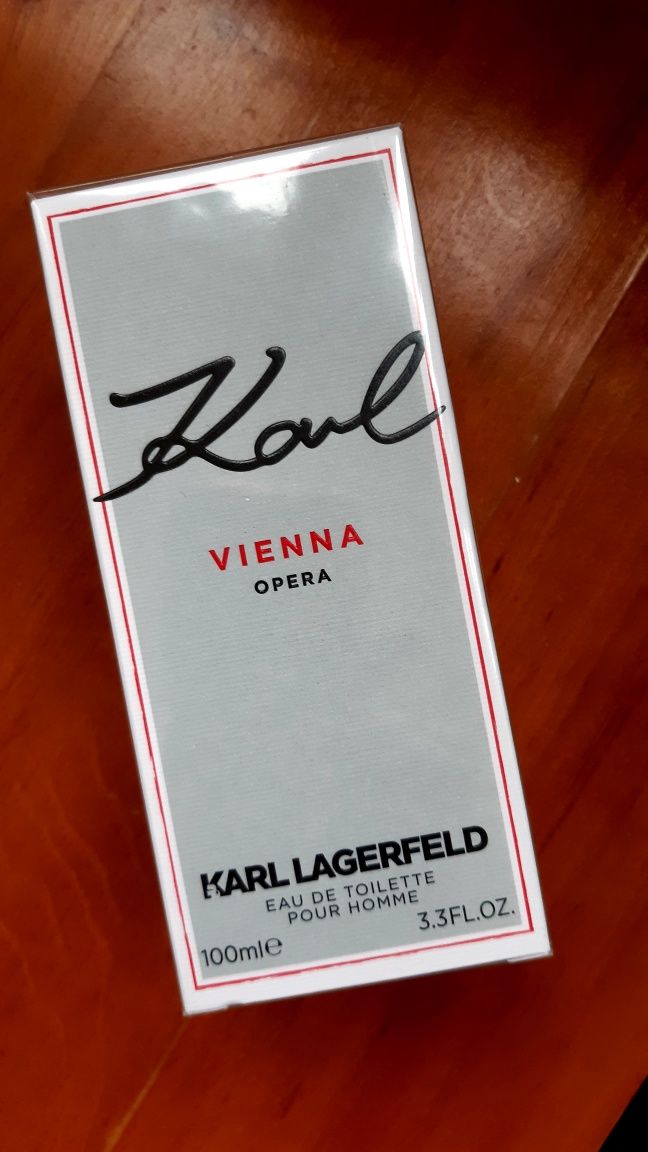 Karl
VIENNA
OPERA
KARL LAGERFELD
EAU DE TOILETTE
POUR HOMME
100ml℮
3.3FL.OZ.